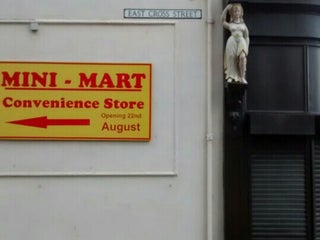 EAST CROSS STREET
MINI - MART
Convenience Store
Opening 22nd
August